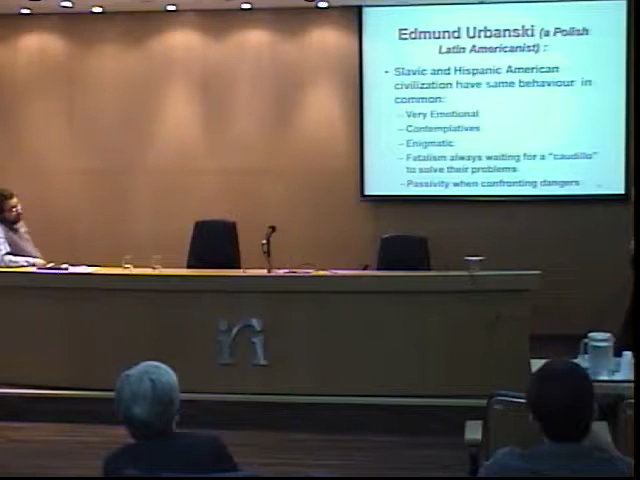 Edmund Urbanski (a Polish
Latin Americanist) :
• Slavic and Hispanic American
civilization have same behaviour in
common:
– Very Emotional
– Contemplatives
– Enigmatic
– Fatalism always waiting for a "caudillo"
to solve their problems
– Passivity when confronting dangers
in